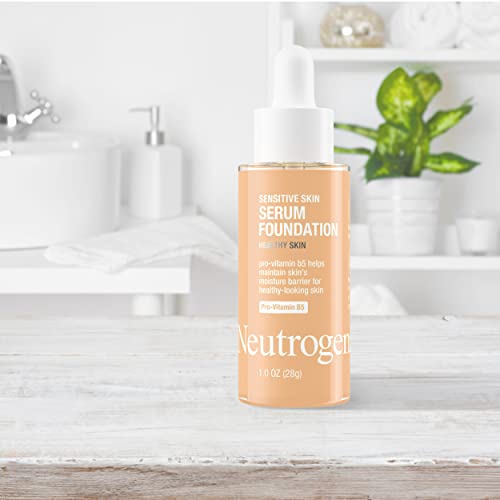 SENSITIVE SKIN
SERUM
FOUNDATION
HEALTHY SKIN
pro-vitamin b5 helps
maintain skin's
moisture barrier for
healthy-looking skin
Pro-Vitamin B5
Neutrogen
1.0 OZ (28g)